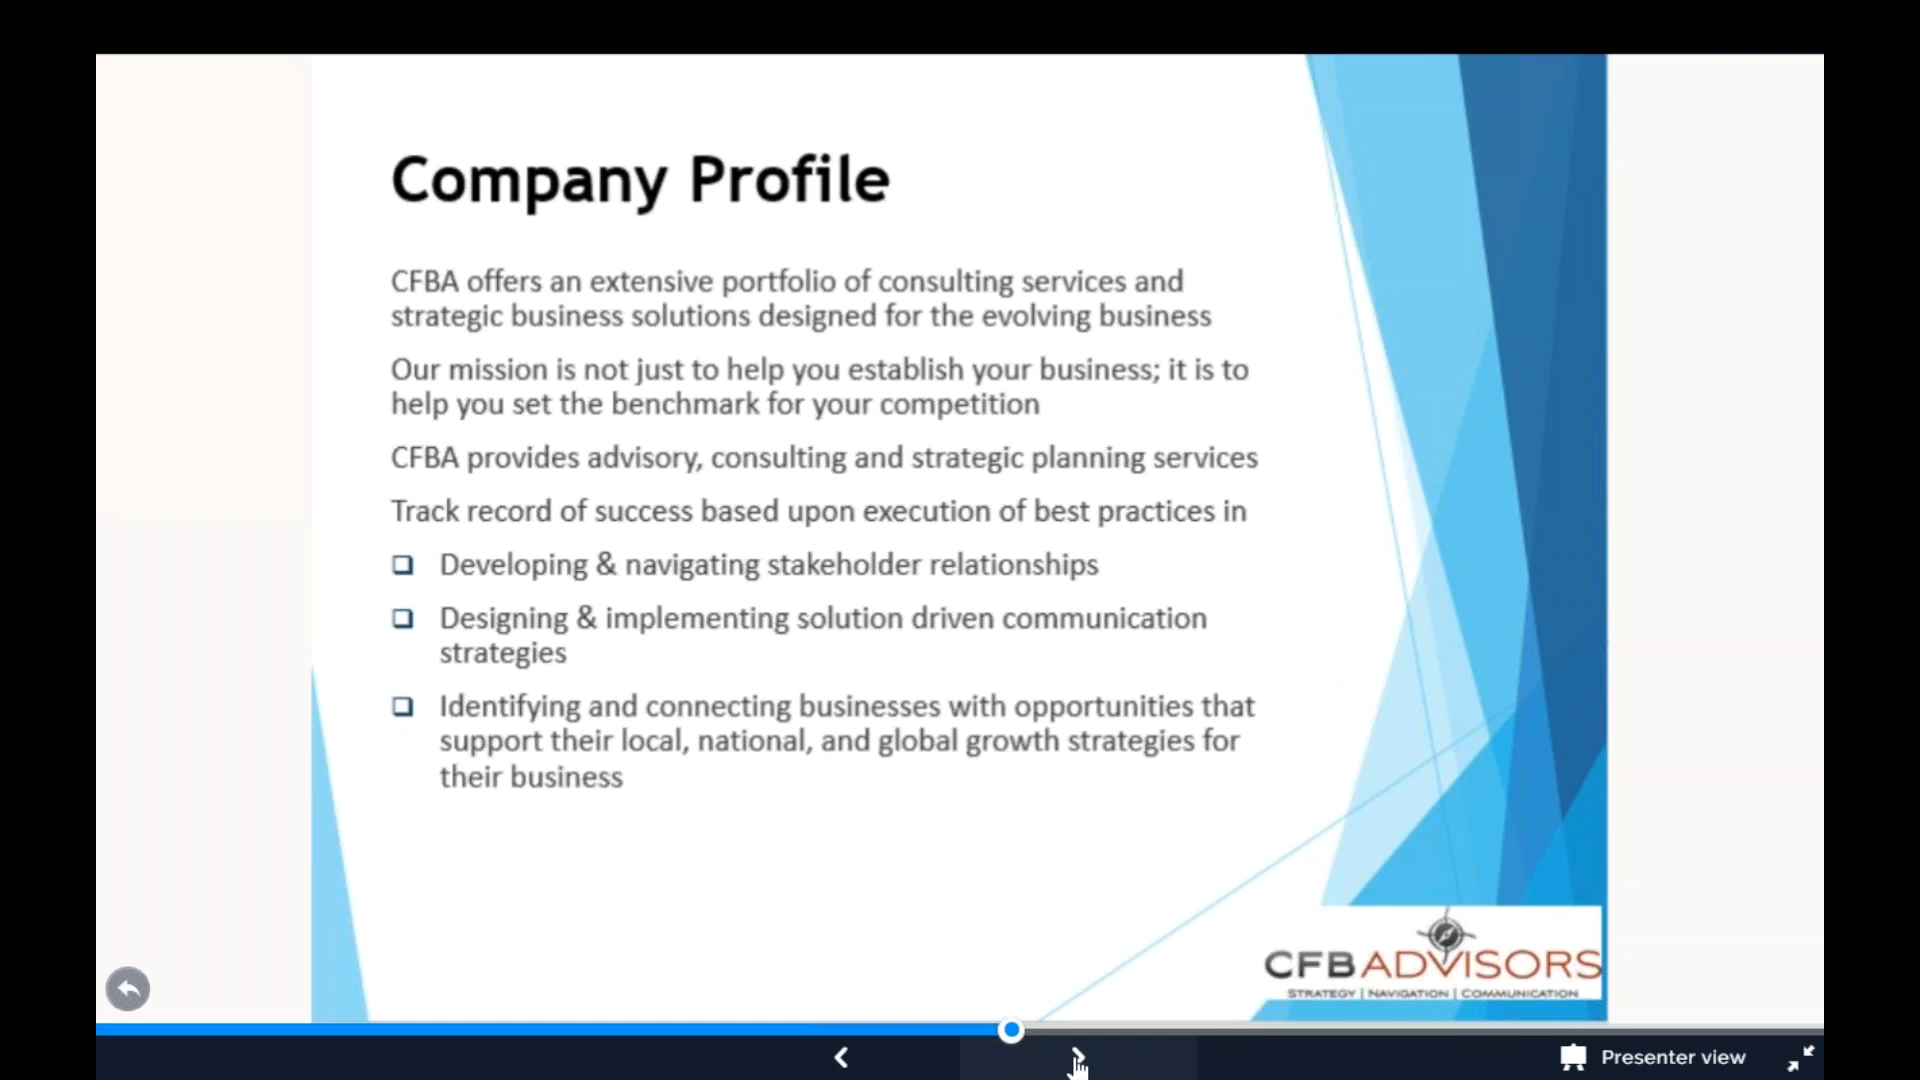 Company Profile
CFBA offers an extensive portfolio of consulting services and
strategic business solutions designed for the evolving business
Our mission is not just to help you establish your business; it is to
help you set the benchmark for your competition
CFBA provides advisory, consulting and strategic planning services
Track record of success based upon execution of best practices in
Developing & navigating stakeholder relationships
Designing & implementing solution driven communication
strategies
Identifying and connecting businesses with opportunities that
support their local, national, and global growth strategies for
their business
CFBADVISORS
STRATEGY | NAVIGATION | COMMUNICATION
Presenter view